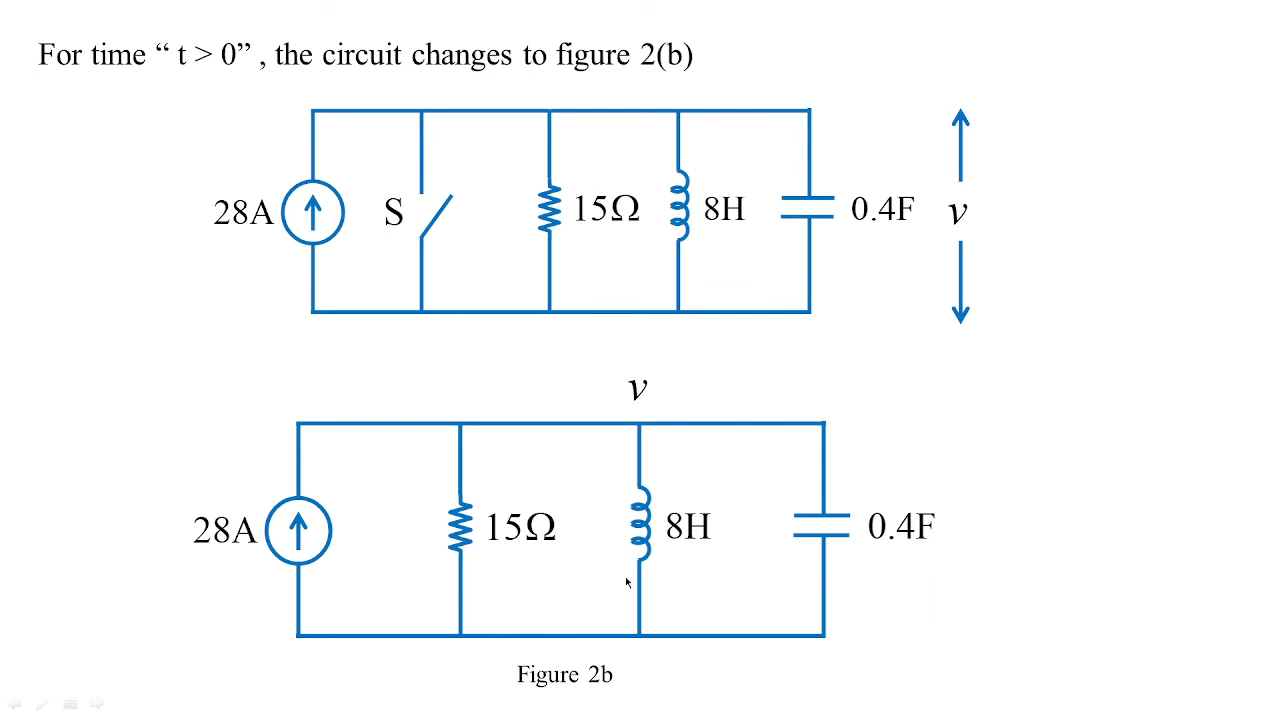 For time “ t > 0” , the circuit changes to figure 2(b)
28A
S
15Ω
8H
0.4F
v
v
28A
15Ω
8H
0.4F
Figure 2b